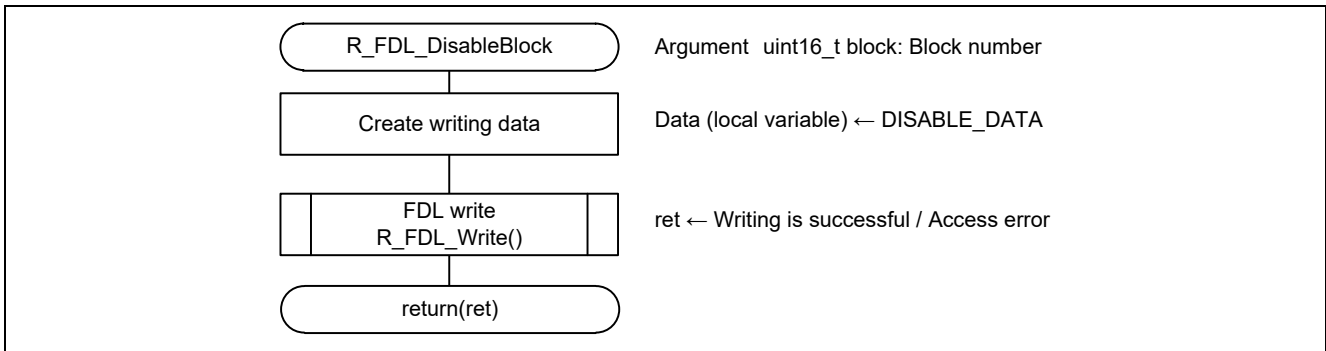 R_FDL_DisableBlock Argument uint16_t block: Block number
Create writing data Data (local variable) ← DISABLE_DATA
FDL write
R_FDL_Write() ret ← Writing is successful / Access error
return(ret)